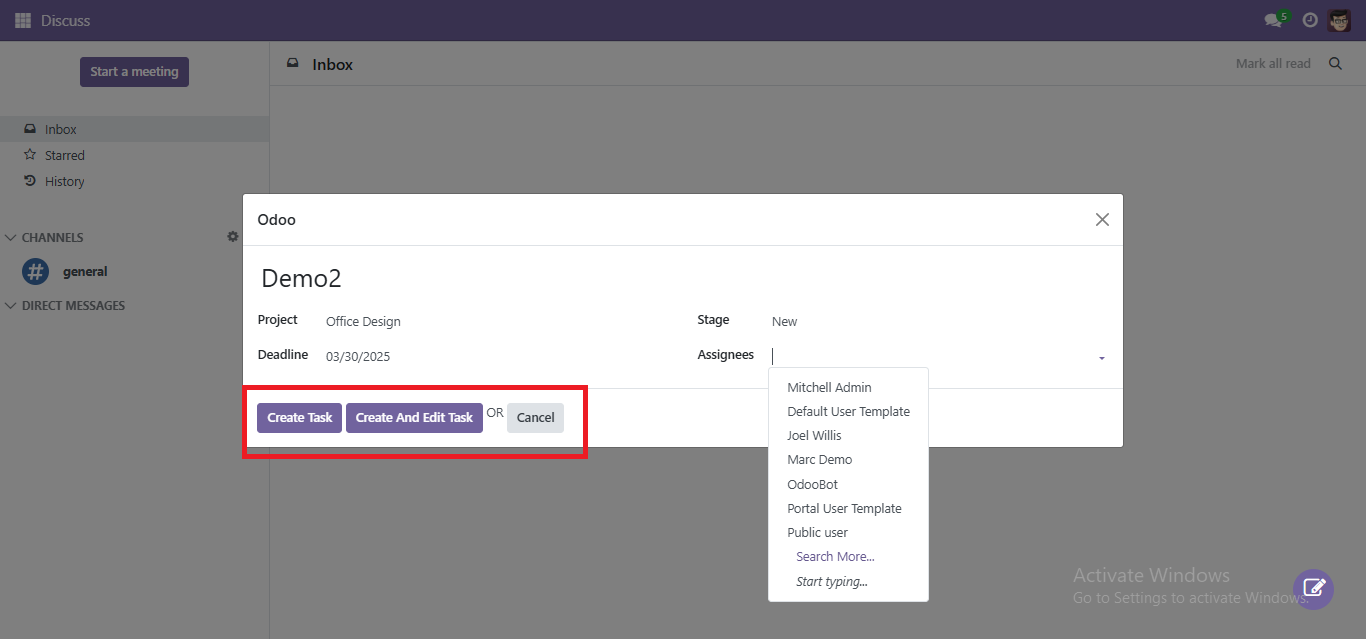 Discuss
5
Start a meeting
Inbox
Mark all read
Inbox
Starred
History
CHANNELS
general
DIRECT MESSAGES
Odoo
Demo2
Project Office Design
Stage New
Deadline 03/30/2025
Assignees
Create Task Create And Edit Task OR Cancel
Mitchell Admin
Default User Template
Joel Willis
Marc Demo
OdooBot
Portal User Template
Public user
Search More...
Start typing...
Activate Windows
Go to Settings to activate Windows.